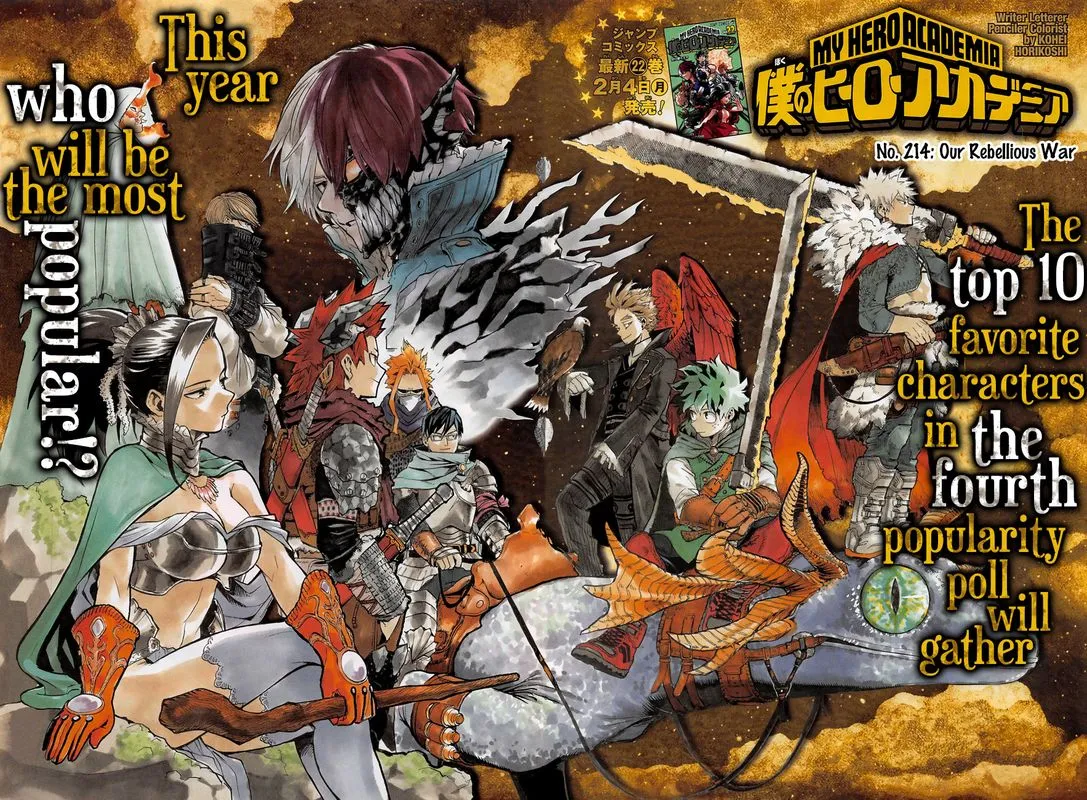 This
year
who
will be
the most
popular!?
ジャンプ
コミックス
最新㉒巻
2月4日㊊
発売!
MY HERO ACADEMIA
僕のヒーローアカデミア
ぼく
Writer Letterer
Penciler Colorist
by KOHEI
HORIKOSHI
No. 214: Our Rebellious War
The
top 10
favorite
characters
in the
fourth
popularity
poll
will
gather